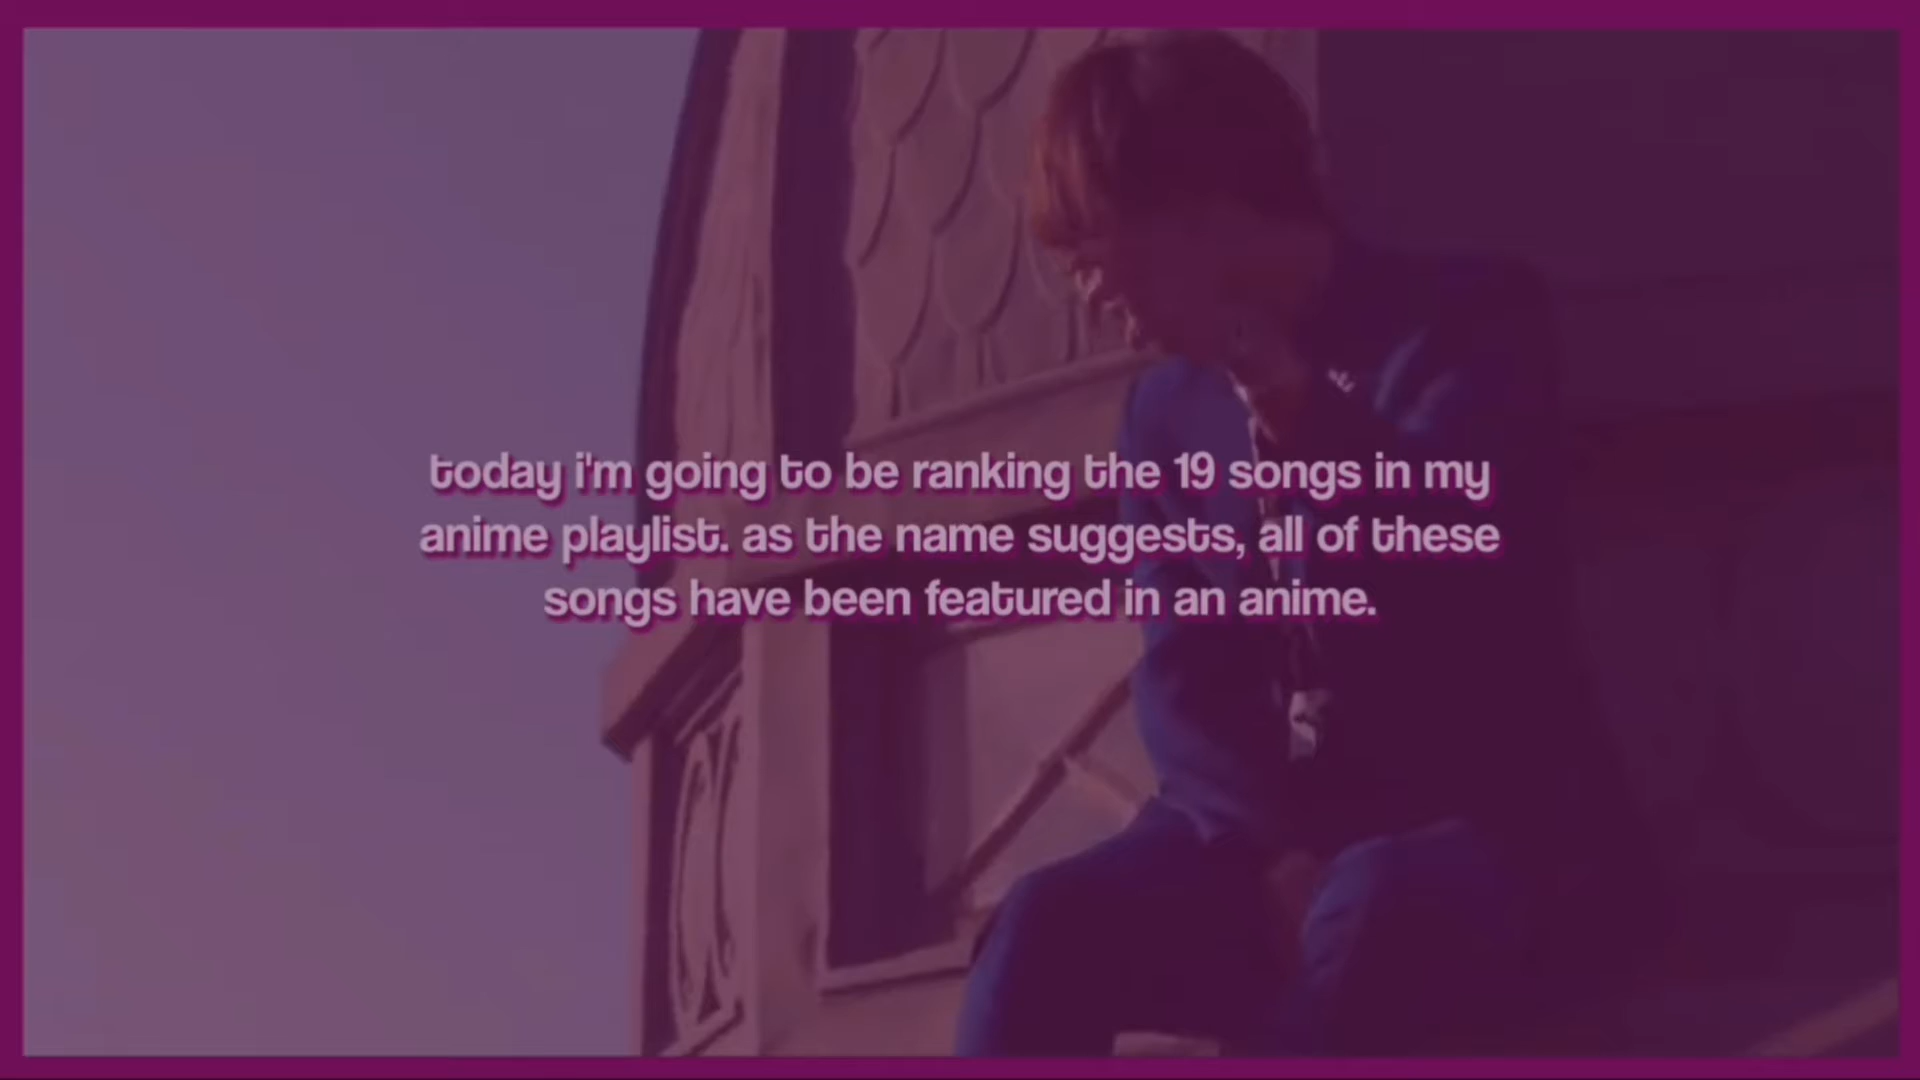 today i'm going to be ranking the 19 songs in my
anime playlist. as the name suggests, all of these
songs have been featured in an anime.